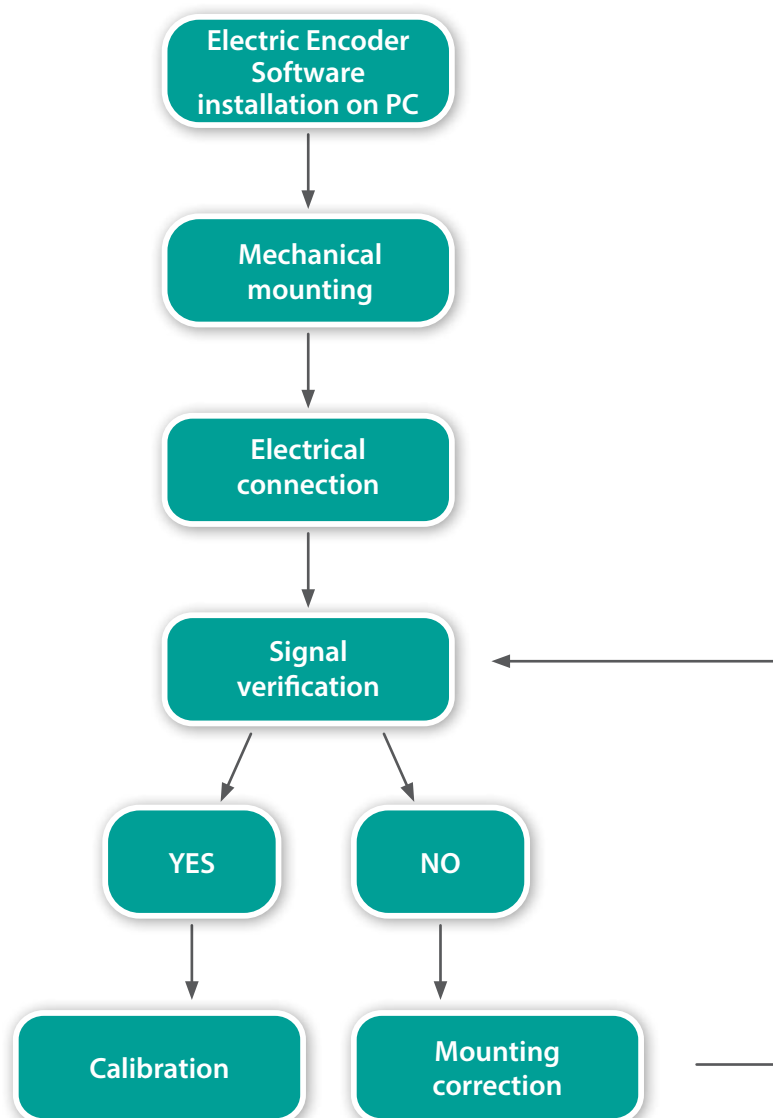 Electric Encoder
Software
installation on PC
Mechanical
mounting
Electrical
connection
Signal
verification
YES
NO
Calibration
Mounting
correction